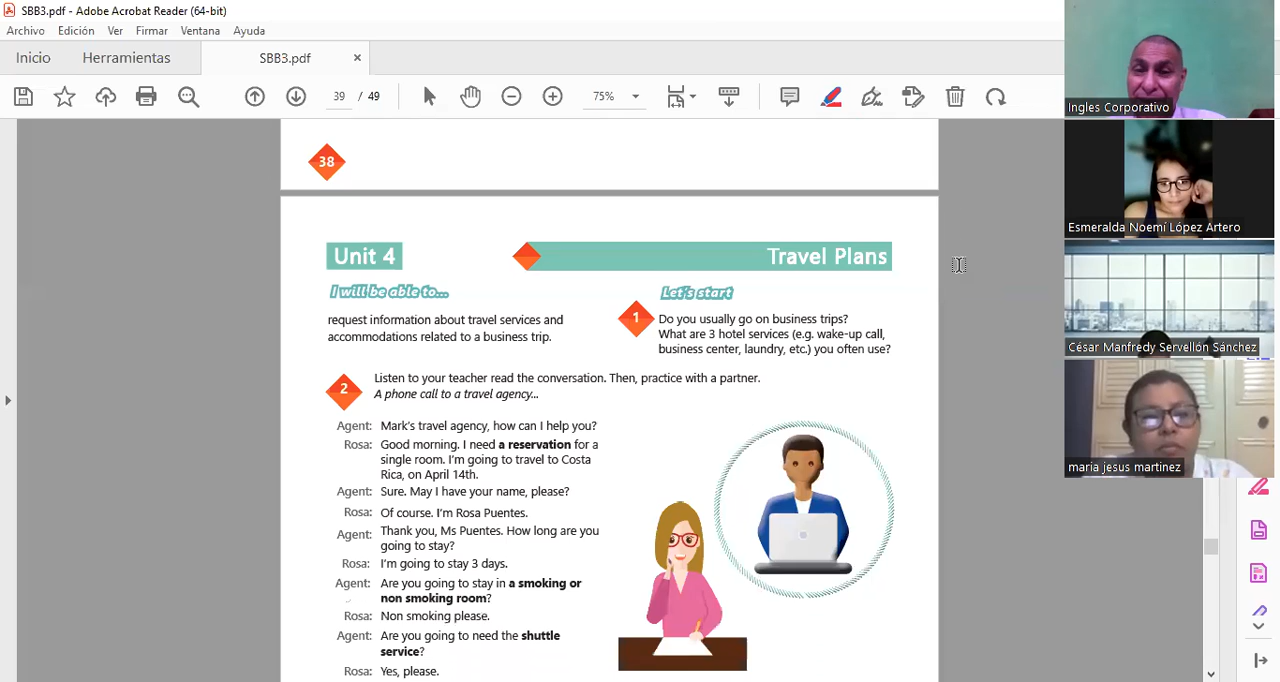 SBB3.pdf - Adobe Acrobat Reader (64-bit)
Archivo Edición Ver Firmar Ventana Ayuda
Inicio Herramientas SBB3.pdf ×
39 / 49 75%
38
Unit 4 Travel Plans
I will be able to...
request information about travel services and
accommodations related to a business trip.
Let's start
1 Do you usually go on business trips?
What are 3 hotel services (e.g. wake-up call,
business center, laundry, etc.) you often use?
2 Listen to your teacher read the conversation. Then, practice with a partner.
A phone call to a travel agency...
Agent: Mark's travel agency, how can I help you?
Rosa: Good morning. I need a reservation for a
single room. I'm going to travel to Costa
Rica, on April 14th.
Agent: Sure. May I have your name, please?
Rosa: Of course. I'm Rosa Puentes.
Agent: Thank you, Ms Puentes. How long are you
going to stay?
Rosa: I'm going to stay 3 days.
Agent: Are you going to stay in a smoking or
non smoking room?
Rosa: Non smoking please.
Agent: Are you going to need the shuttle
service?
Rosa: Yes, please.
Ingles Corporativo
Esmeralda Noemí López Artero
César Manfredy Servellón Sánchez
maria jesus martinez